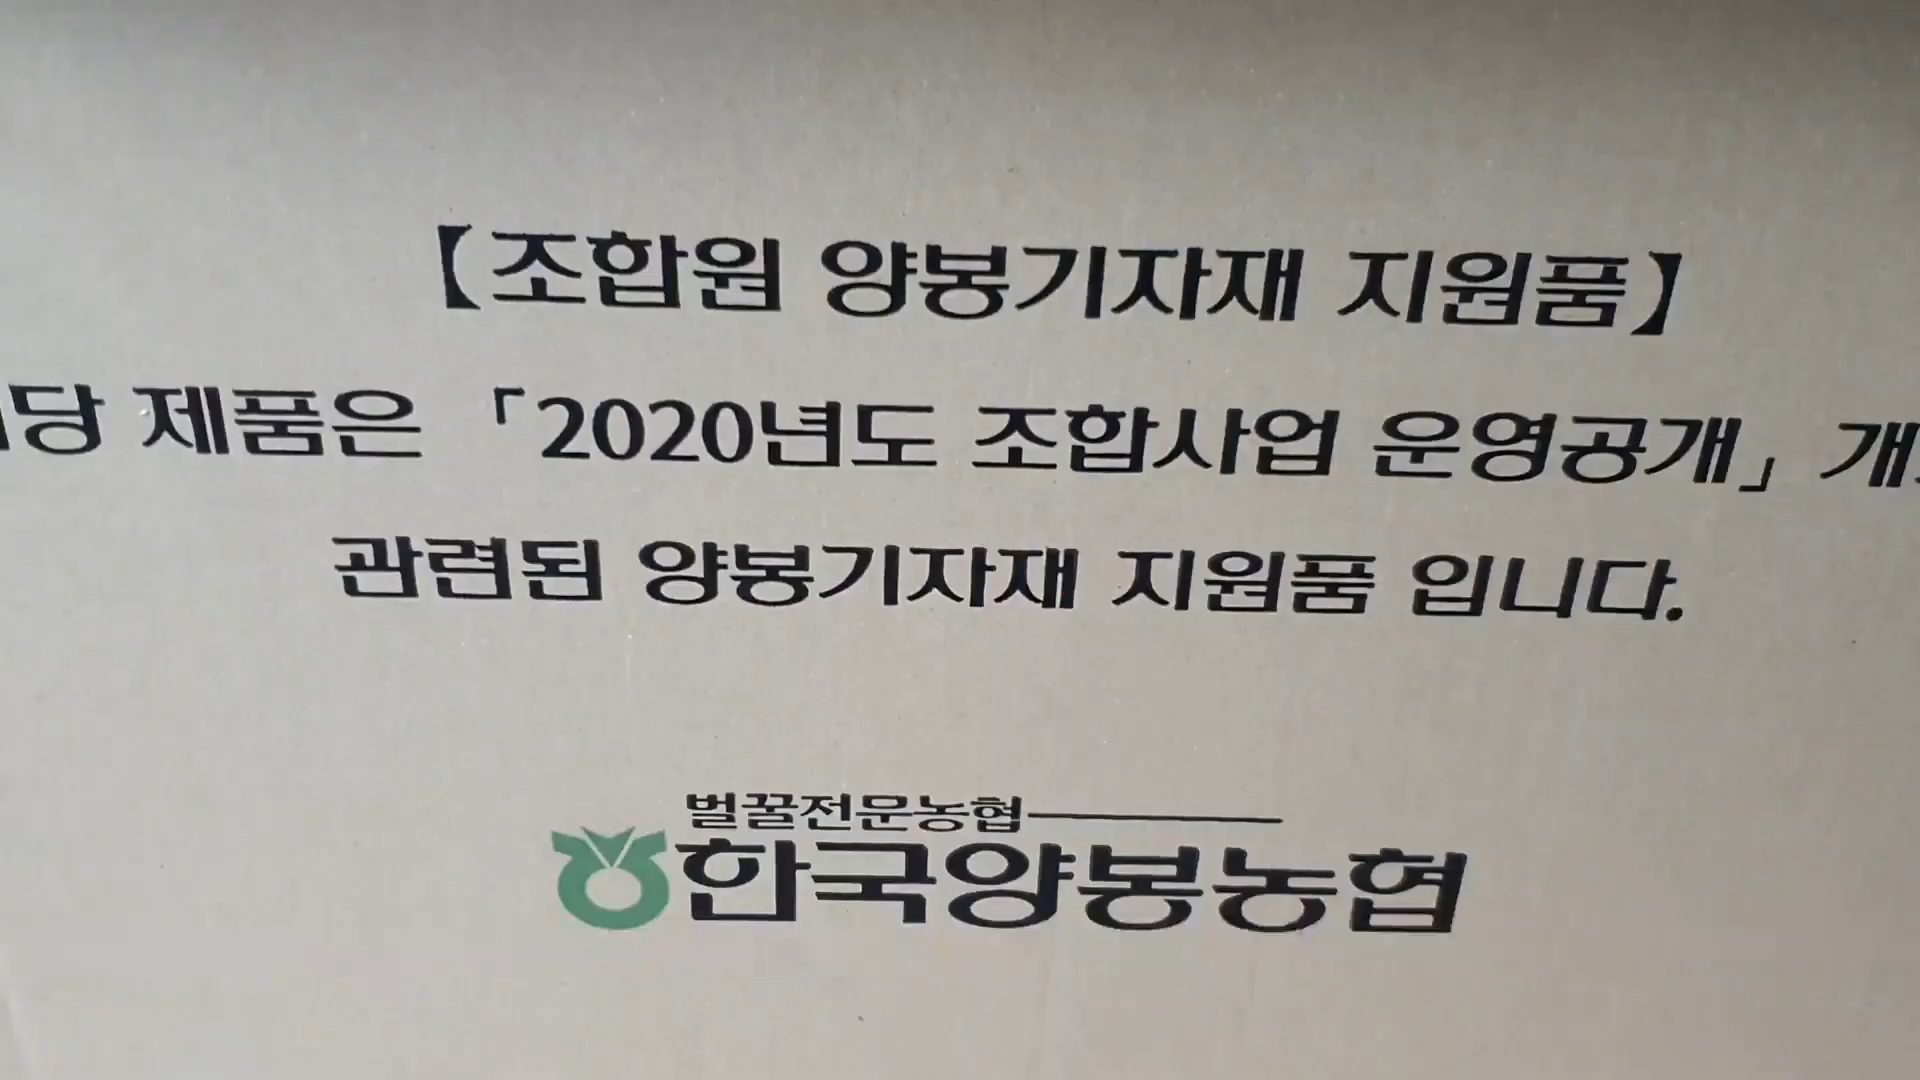 【조합원 양봉기자재 지원품】
제품은 「2020년도 조합사업 운영공개」
관련된 양봉기자재 지원품 입니다.
벌꿀전문농협
한국양봉농협